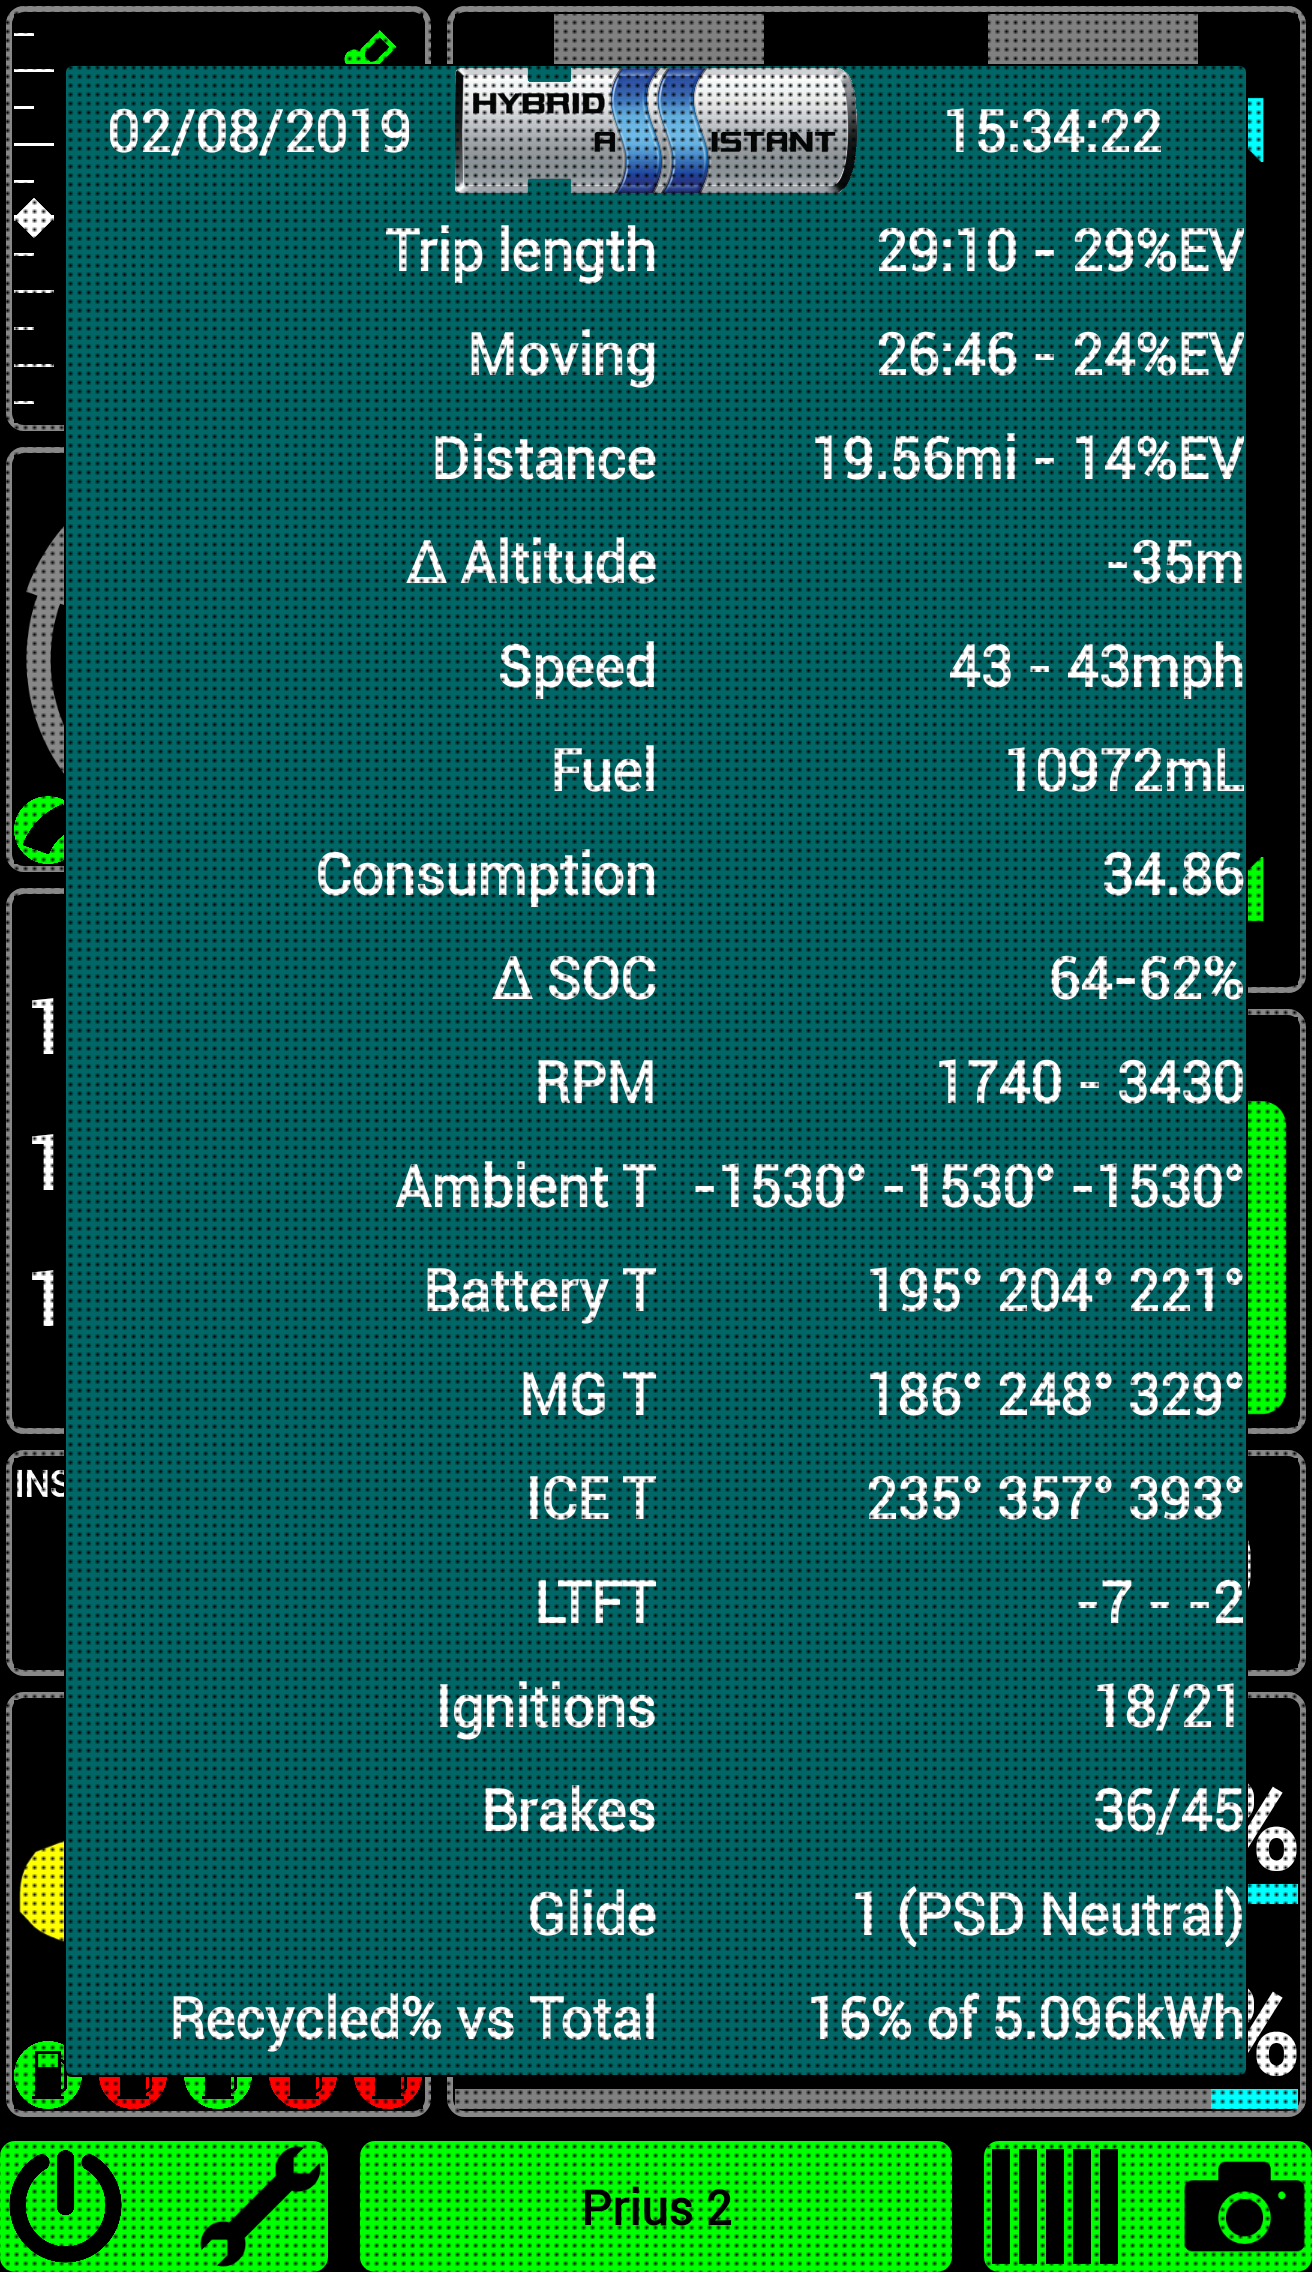 HYBRID
02/08/2019
A
ISTANT
15:34:22
Trip length 29:10 - 29%EV
Moving 26:46 - 24%EV
Distance 19.56mi - 14%EV
Δ Altitude -35m
Speed 43 - 43mph
Fuel 10972mL
Consumption 34.86
Δ SOC 64-62%
1
RPM 1740 - 3430
1
Ambient T -1530° -1530° -1530°
1
Battery T 195° 204° 221°
MG T 186° 248° 329°
INS
ICE T 235° 357° 393°
LTFT -7 - -2
Ignitions 18/21
Brakes 36/45
%
Glide 1 (PSD Neutral)
Recycled% vs Total 16% of 5.096kWh
%
Prius 2